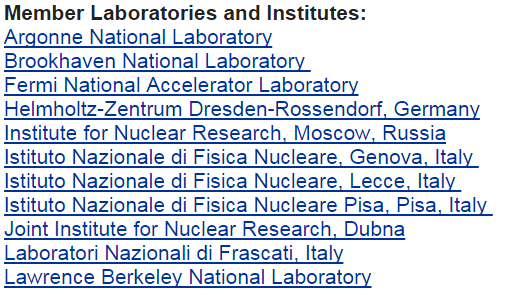 Member Laboratories and Institutes:
Argonne National Laboratory
Brookhaven National Laboratory
Fermi National Accelerator Laboratory
Helmholtz-Zentrum Dresden-Rossendorf, Germany
Institute for Nuclear Research, Moscow, Russia
Istituto Nazionale di Fisica Nucleare, Genova, Italy
Istituto Nazionale di Fisica Nucleare, Lecce, Italy
Istituto Nazionale di Fisica Nucleare Pisa, Pisa, Italy
Joint Institute for Nuclear Research, Dubna
Laboratori Nazionali di Frascati, Italy
Lawrence Berkeley National Laboratory